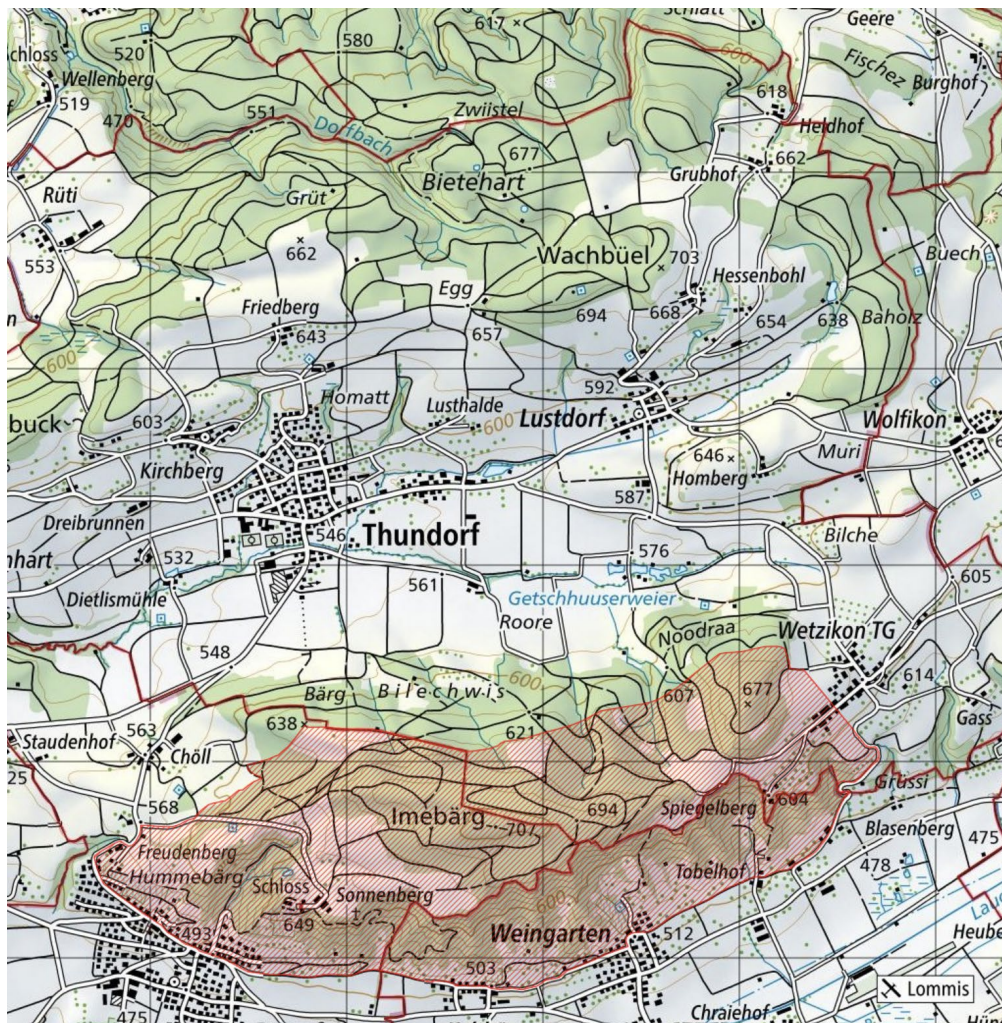 617
Schlatt
Geere
580
520
Schloss
Wellenberg
600
Fischez
Burghof
519
551
Zwiistel
618
470
Dorfbach
Heidhof
677
662
Bietehart
Grubhof
Rüti
Grüt
662
Wachbüel
703
553
Buech
Hessenbohl
Egg
Friedberg
694
668
654
638
Baholz
643
657
600
592
Homatt
Lusthalde
buck
603
600
Lustdorf
Wolfikon
646
Muri
Kirchberg
Homberg
587
Dreibrunnen
546
Thundorf
Bilche
nhart
532
576
561
605
Dietlismühle
Getschhuuserweier
Roore
Noodraa
Wetzikon TG
548
600
614
Bärg
Bilechwis
607
677
638
621
Gass
Staudenhof
563
Chöll
25
568
Grüssi
694
Spiegelberg
604
Imebärg
707
Blasenberg
475
Freudenberg
Hummebärg
Tobelhof
478
Schloss
Sonnenberg
649
600
Weingarten
493
512
503
Lommis
475
Chraiehof